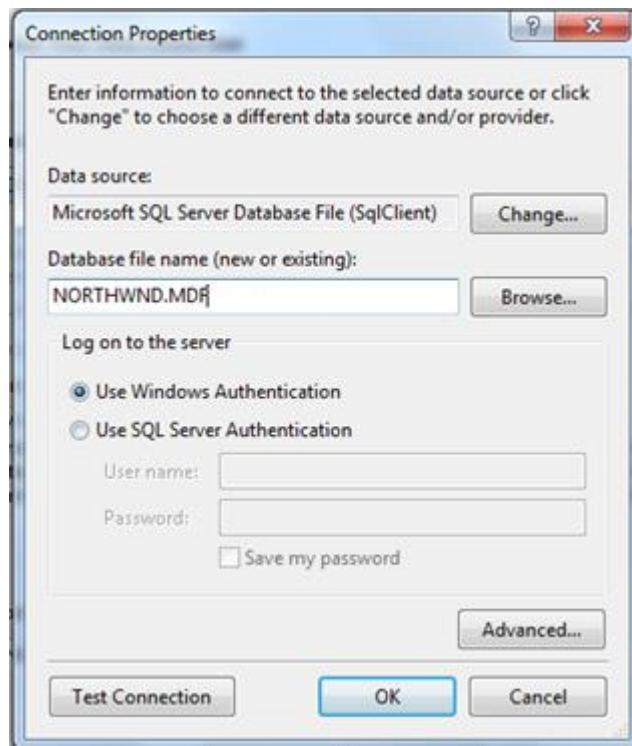 Connection Properties
Enter information to connect to the selected data source or click
"Change" to choose a different data source and/or provider.
Data source:
Microsoft SQL Server Database File (SqlClient)
Change...
Database file name (new or existing):
NORTHWND.MDF
Browse...
Log on to the server
Use Windows Authentication
Use SQL Server Authentication
User name:
Password:
Save my password
Advanced...
Test Connection
OK
Cancel